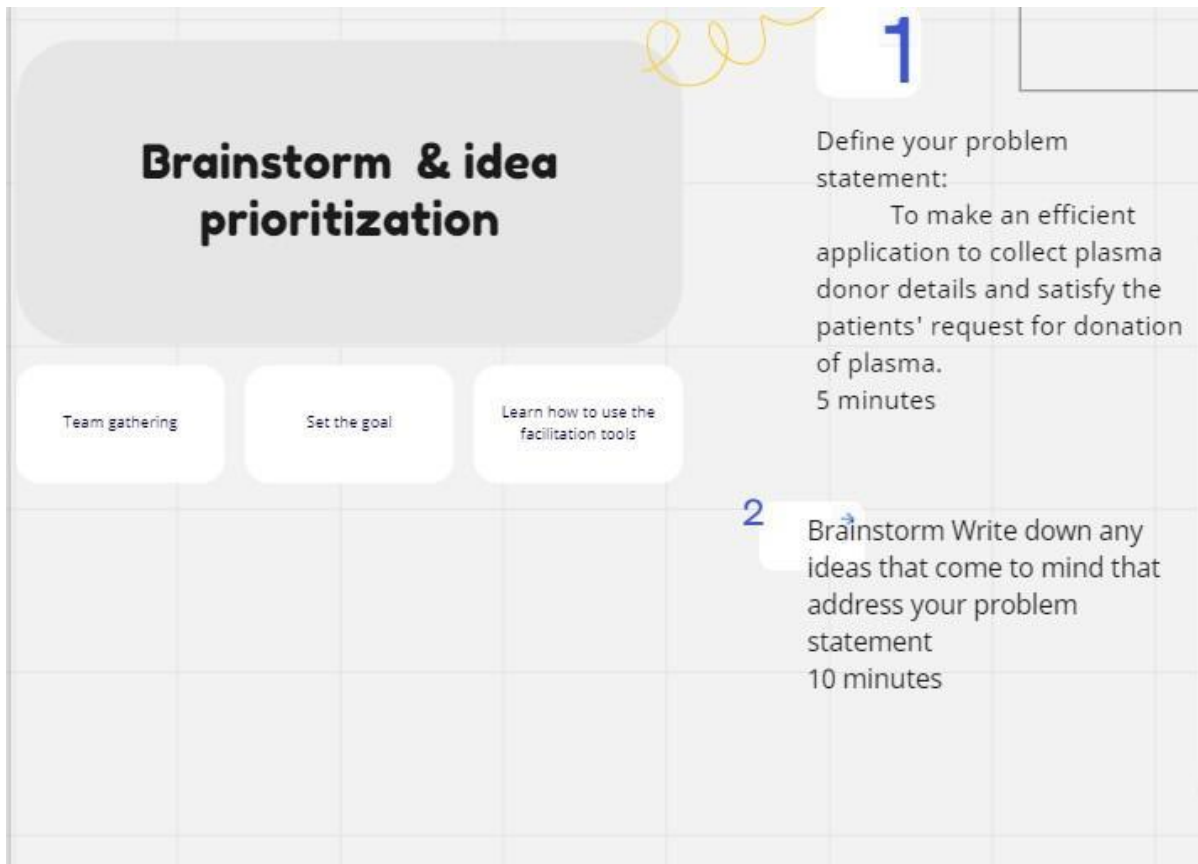 Brainstorm & idea
prioritization
Team gathering
Set the goal
Learn how to use the
facilitation tools
1
Define your problem
statement:
To make an efficient
application to collect plasma
donor details and satisfy the
patients' request for donation
of plasma.
5 minutes
2
Brainstorm Write down any
ideas that come to mind that
address your problem
statement
10 minutes